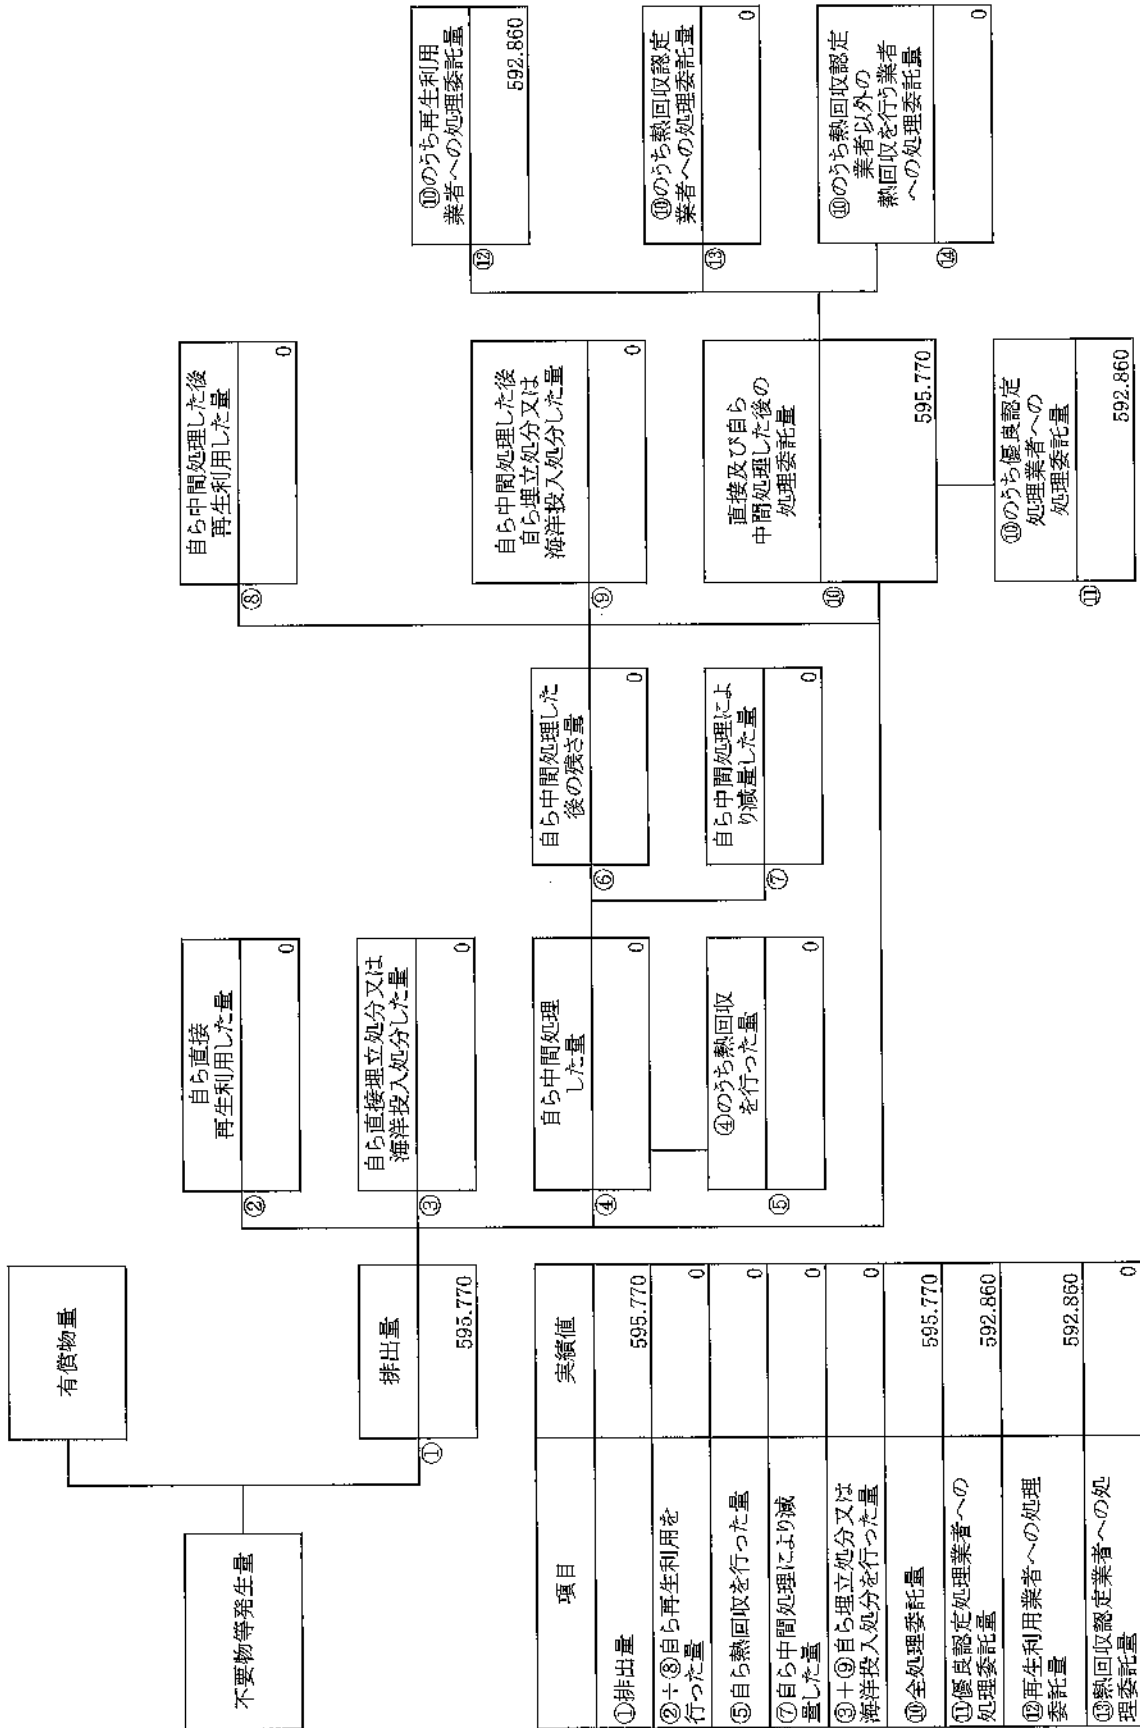 不要物等発生量
有償物量
①
排出量
595.770
②
自ら直接
再生利用した量
0
③
自ら直接埋立処分又は
海洋投入処分した量
0
④
自ら中間処理
した量
0
⑤
④のうち熱回収
を行った量
0
⑥
自ら中間処理した
後の残さ量
0
⑦
自ら中間処理によ
り減量した量
0
⑧
自ら中間処理した後
再生利用した量
0
⑨
自ら中間処理した後
自ら埋立処分又は
海洋投入処分した量
0
⑩
直接及び自ら
中間処理した後の
処理委託量
595.770
⑪
⑩のうち優良認定
処理業者への
処理委託量
592.860
⑫
⑩のうち再生利用
業者への処理委託量
592.860
⑬
⑩のうち熱回収認定
業者への処理委託量
0
⑭
⑩のうち熱回収認定
業者以外の
熱回収を行う業者
への処理委託量
0
項目 実績値
①排出量 595.770
②+⑧自ら再生利用を
行った量 0
⑤自ら熱回収を行った量 0
⑦自ら中間処理により減
量した量 0
③+⑨自ら埋立処分又は
海洋投入処分を行った量 0
⑩全処理委託量 595.770
⑪優良認定処理業者への
処理委託量 592.860
⑫再生利用業者への処理
委託量 592.860
⑬熱回収認定業者への処
理委託量 0